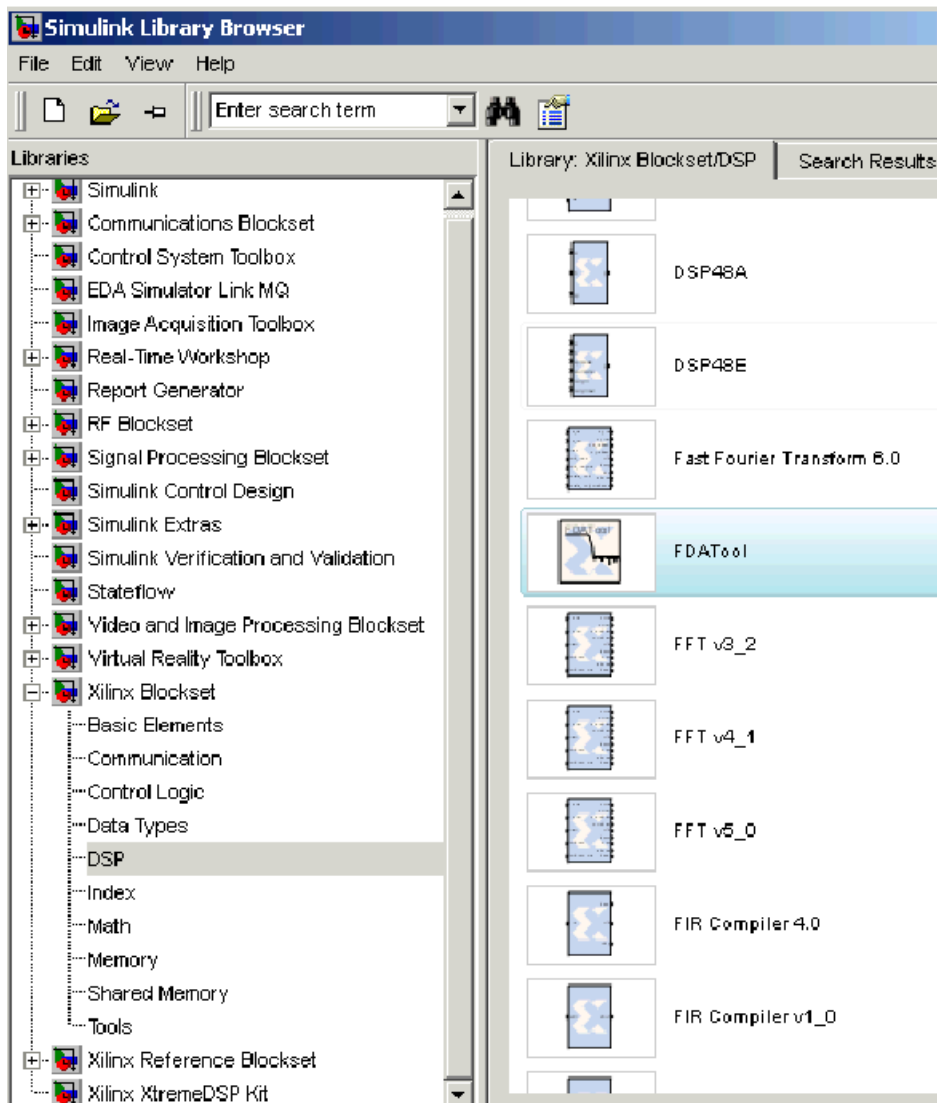 Simulink Library Browser
File Edit View Help
Enter search term
Libraries
Simulink
Communications Blockset
Control System Toolbox
EDA Simulator Link MQ
Image Acquisition Toolbox
Real-Time Workshop
Report Generator
RF Blockset
Signal Processing Blockset
Simulink Control Design
Simulink Extras
Simulink Verification and Validation
Stateflow
Video and Image Processing Blockset
Virtual Reality Toolbox
Xilinx Blockset
Basic Elements
Communication
Control Logic
Data Types
DSP
Index
Math
Memory
Shared Memory
Tools
Xilinx Reference Blockset
Xilinx XtremeDSP Kit
Library: Xilinx Blockset/DSP
Search Results
DSP48A
DSP48E
Fast Fourier Transform 6.0
FDATool
FDATool
FFT v3_2
FFT v4_1
FFT v5_0
FIR Compiler 4.0
FIR Compiler v1_0